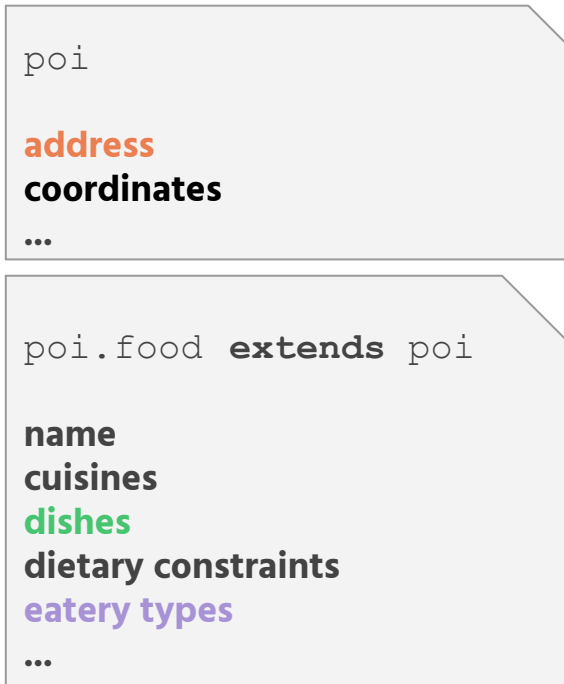 poi
address
coordinates
...
poi.food extends poi
name
cuisines
dishes
dietary constraints
eatery types
...